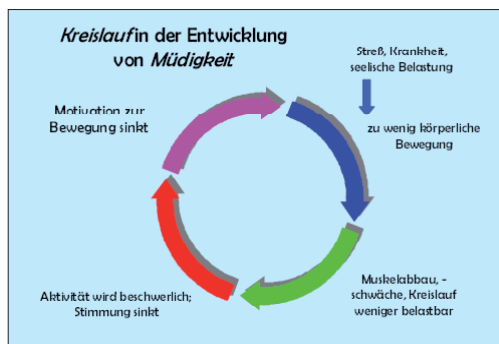 Kreislauf in der Entwicklung
von Müdigkeit
Streß, Krankheit,
seelische Belastung
zu wenig körperliche
Bewegung
Muskelabbau, -
schwäche, Kreislauf
weniger belastbar
Aktivität wird beschwerlich;
Stimmung sinkt
Motivation zur
Bewegung sinkt